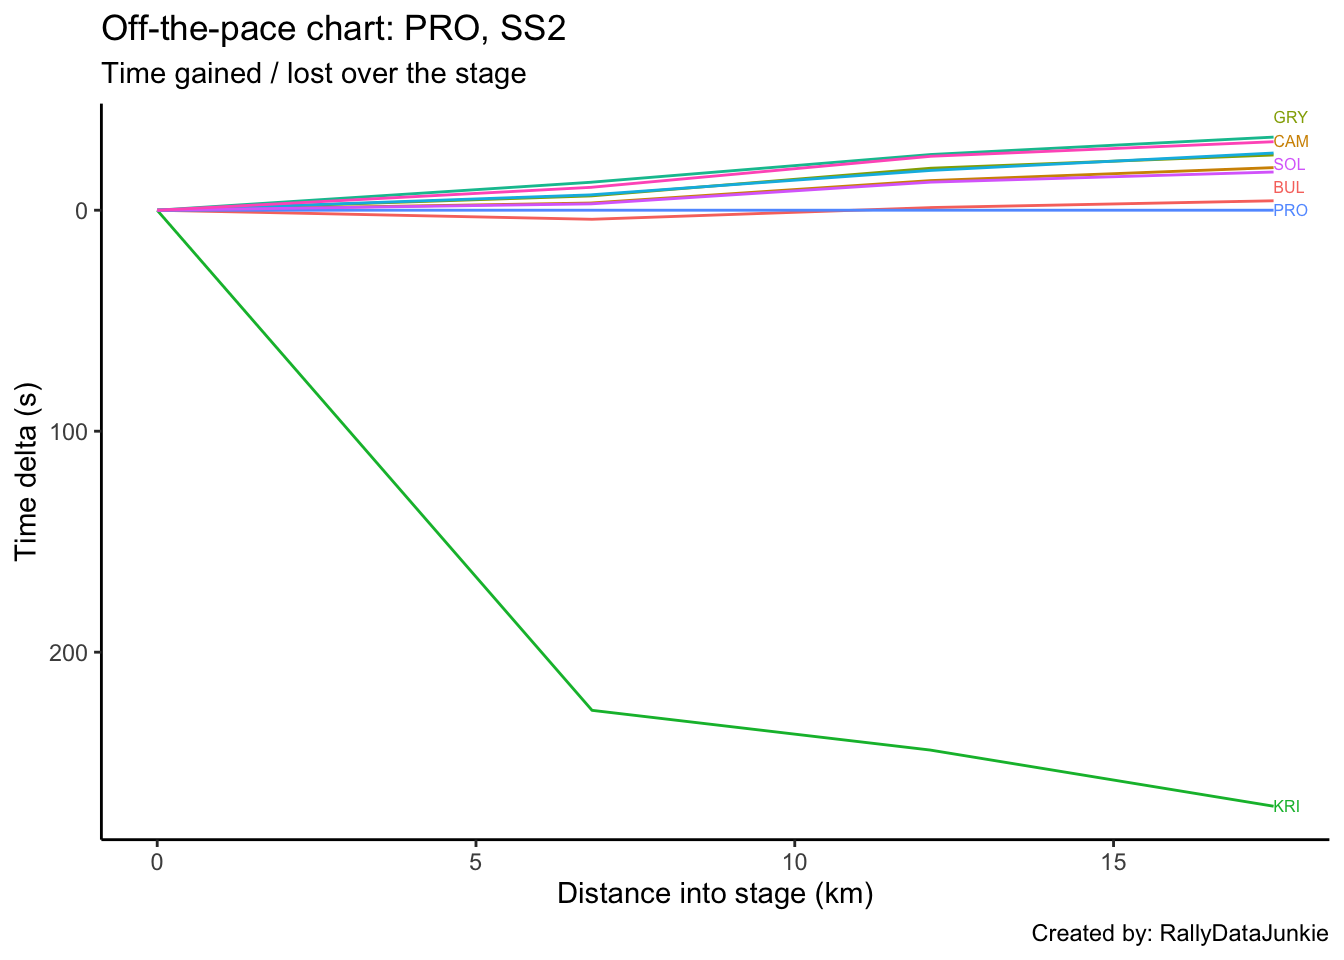 Off-the-pace chart: PRO, SS2
Time gained / lost over the stage
GRY
CAM
SOL
BUL
PRO
KRI
0
100
200
Time delta (s)
0 5 10 15
Distance into stage (km)
Created by: RallyDataJunkie